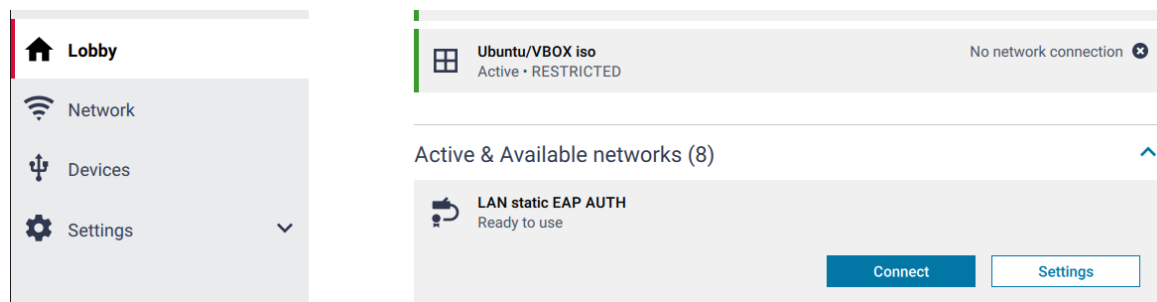 Lobby
Network
Devices
Settings
Ubuntu/VBOX iso
No network connection
Active • RESTRICTED
Active & Available networks (8)
LAN static EAP AUTH
Ready to use
Connect
Settings